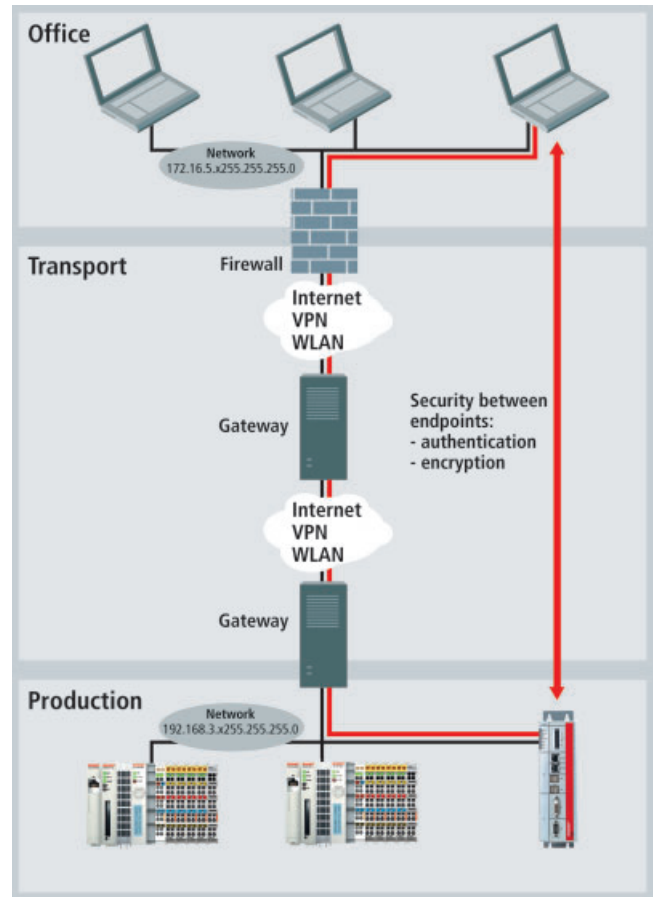 Office
Network
172.16.5.x255.255.255.0
Transport
Firewall
Internet
VPN
WLAN
Gateway
Security between
endpoints:
- authentication
- encryption
Internet
VPN
WLAN
Gateway
Production
Network
192.168.3.x255.255.255.0